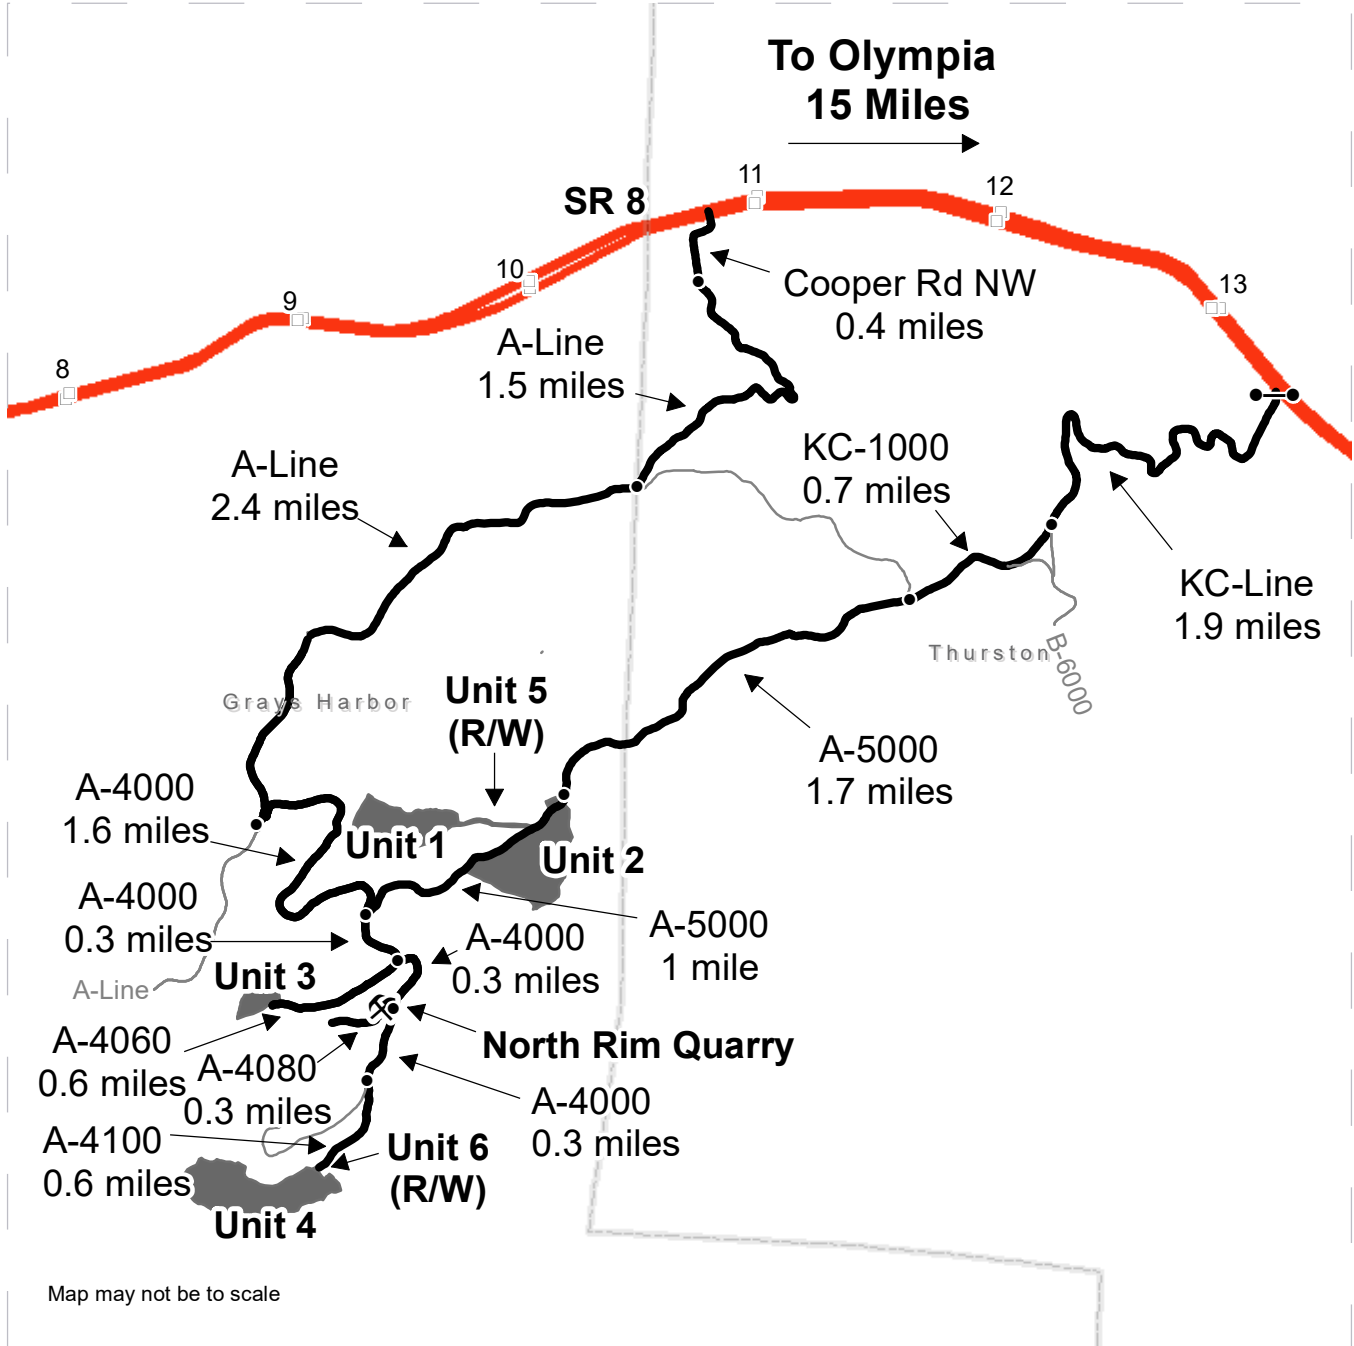 To Olympia
15 Miles
11
12
SR 8
10
Cooper Rd NW
0.4 miles
13
9
A-Line
1.5 miles
8
KC-1000
0.7 miles
A-Line
2.4 miles
KC-Line
1.9 miles
Thurston
B-6000
Grays Harbor
Unit 5
(R/W)
A-5000
1.7 miles
A-4000
1.6 miles
Unit 1
Unit 2
A-4000
0.3 miles
A-5000
1 mile
A-4000
0.3 miles
Unit 3
A-Line
North Rim Quarry
A-4060
0.6 miles
A-4080
0.3 miles
A-4000
0.3 miles
A-4100
0.6 miles
Unit 6
(R/W)
Unit 4
Map may not be to scale